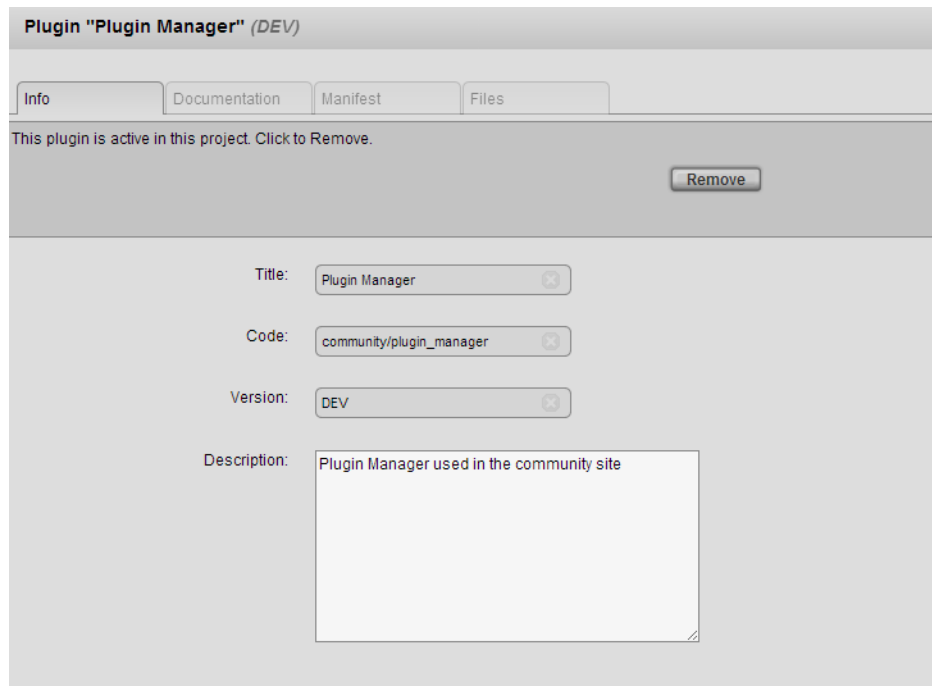 Plugin "Plugin Manager" (DEV)
Info Documentation Manifest Files
This plugin is active in this project. Click to Remove.
Remove
Title: Plugin Manager
Code: community/plugin_manager
Version: DEV
Description: Plugin Manager used in the community site